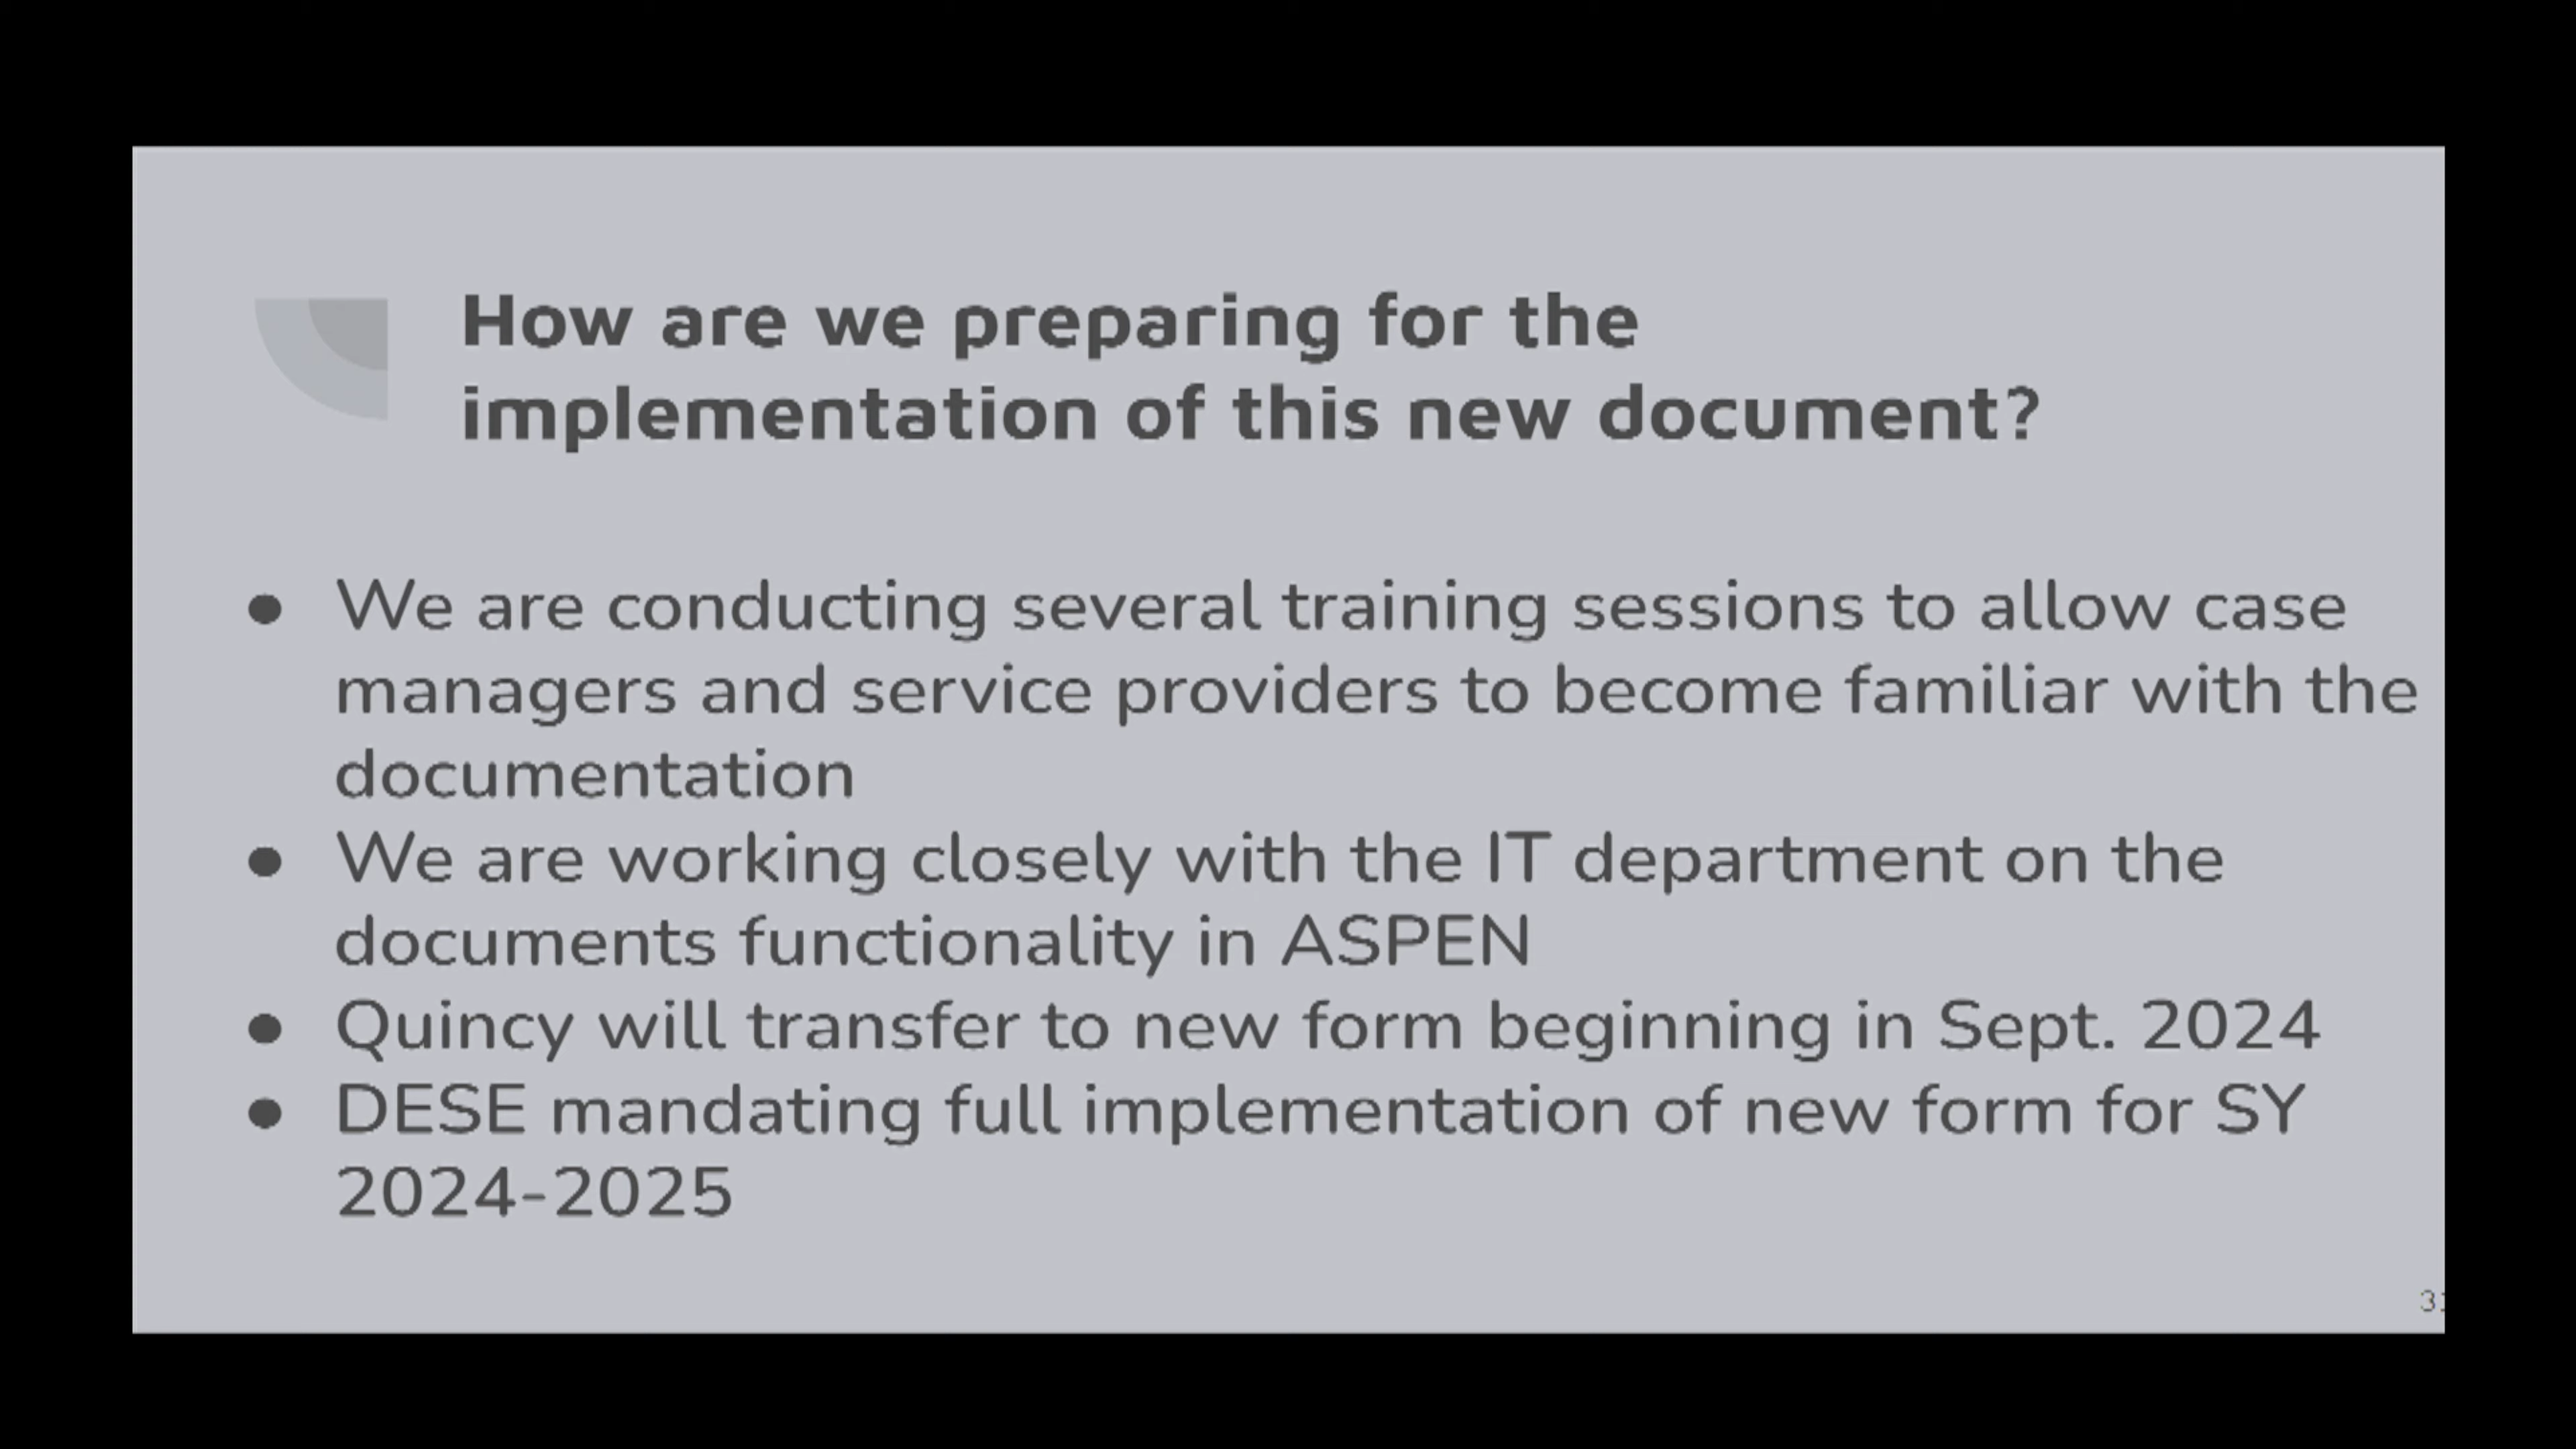 How are we preparing for the
implementation of this new document?
● We are conducting several training sessions to allow case
managers and service providers to become familiar with the
documentation
● We are working closely with the IT department on the
documents functionality in ASPEN
● Quincy will transfer to new form beginning in Sept. 2024
● DESE mandating full implementation of new form for SY
2024-2025